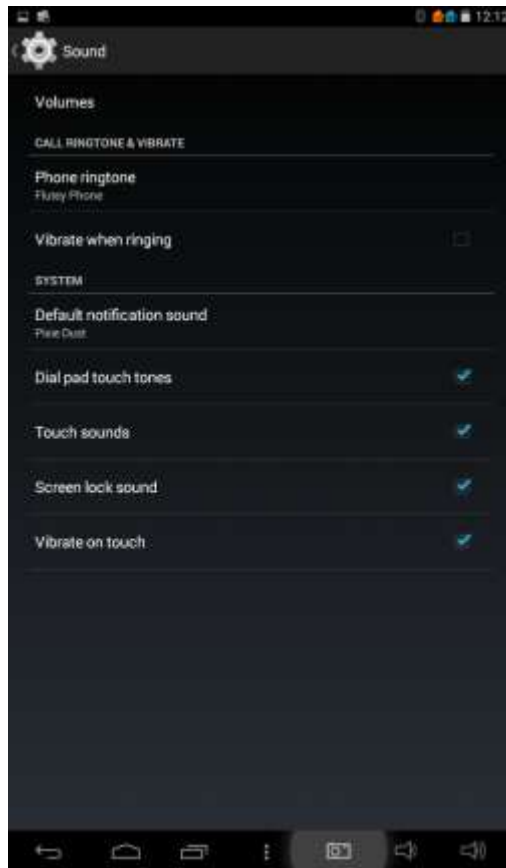 12:12
Sound
Volumes
CALL RINGTONE & VIBRATE
Phone ringtone
Flutey Phone
Vibrate when ringing
SYSTEM
Default notification sound
Pixie Dust
Dial pad touch tones
Touch sounds
Screen lock sound
Vibrate on touch